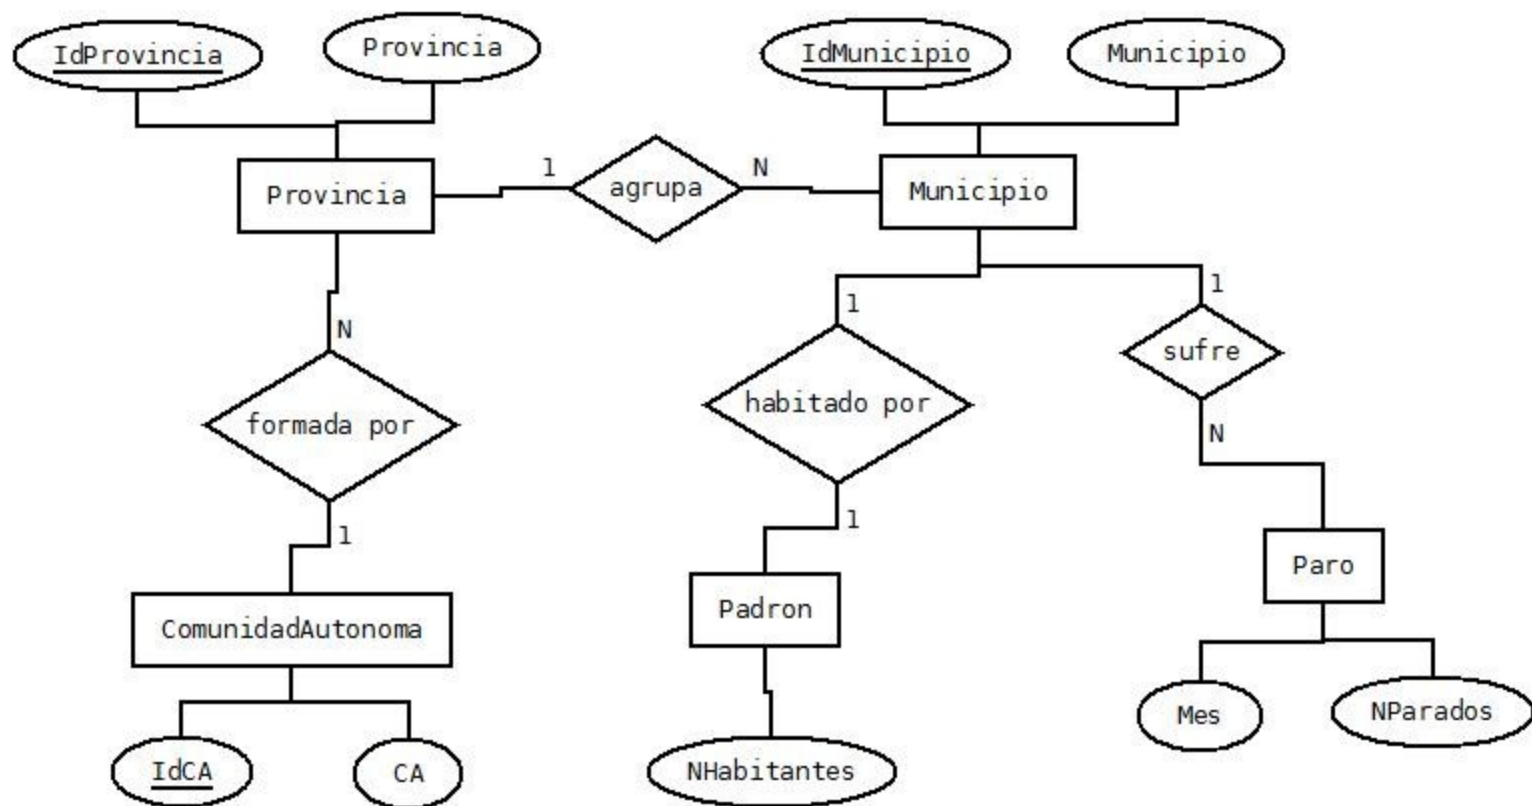 IdProvincia
Provincia
IdMunicipio
Municipio
Provincia
1
agrupa
N
Municipio
N
formada por
1
ComunidadAutonoma
IdCA
CA
1
habitado por
1
Padron
NHabitantes
1
sufre
N
Paro
Mes
NParados